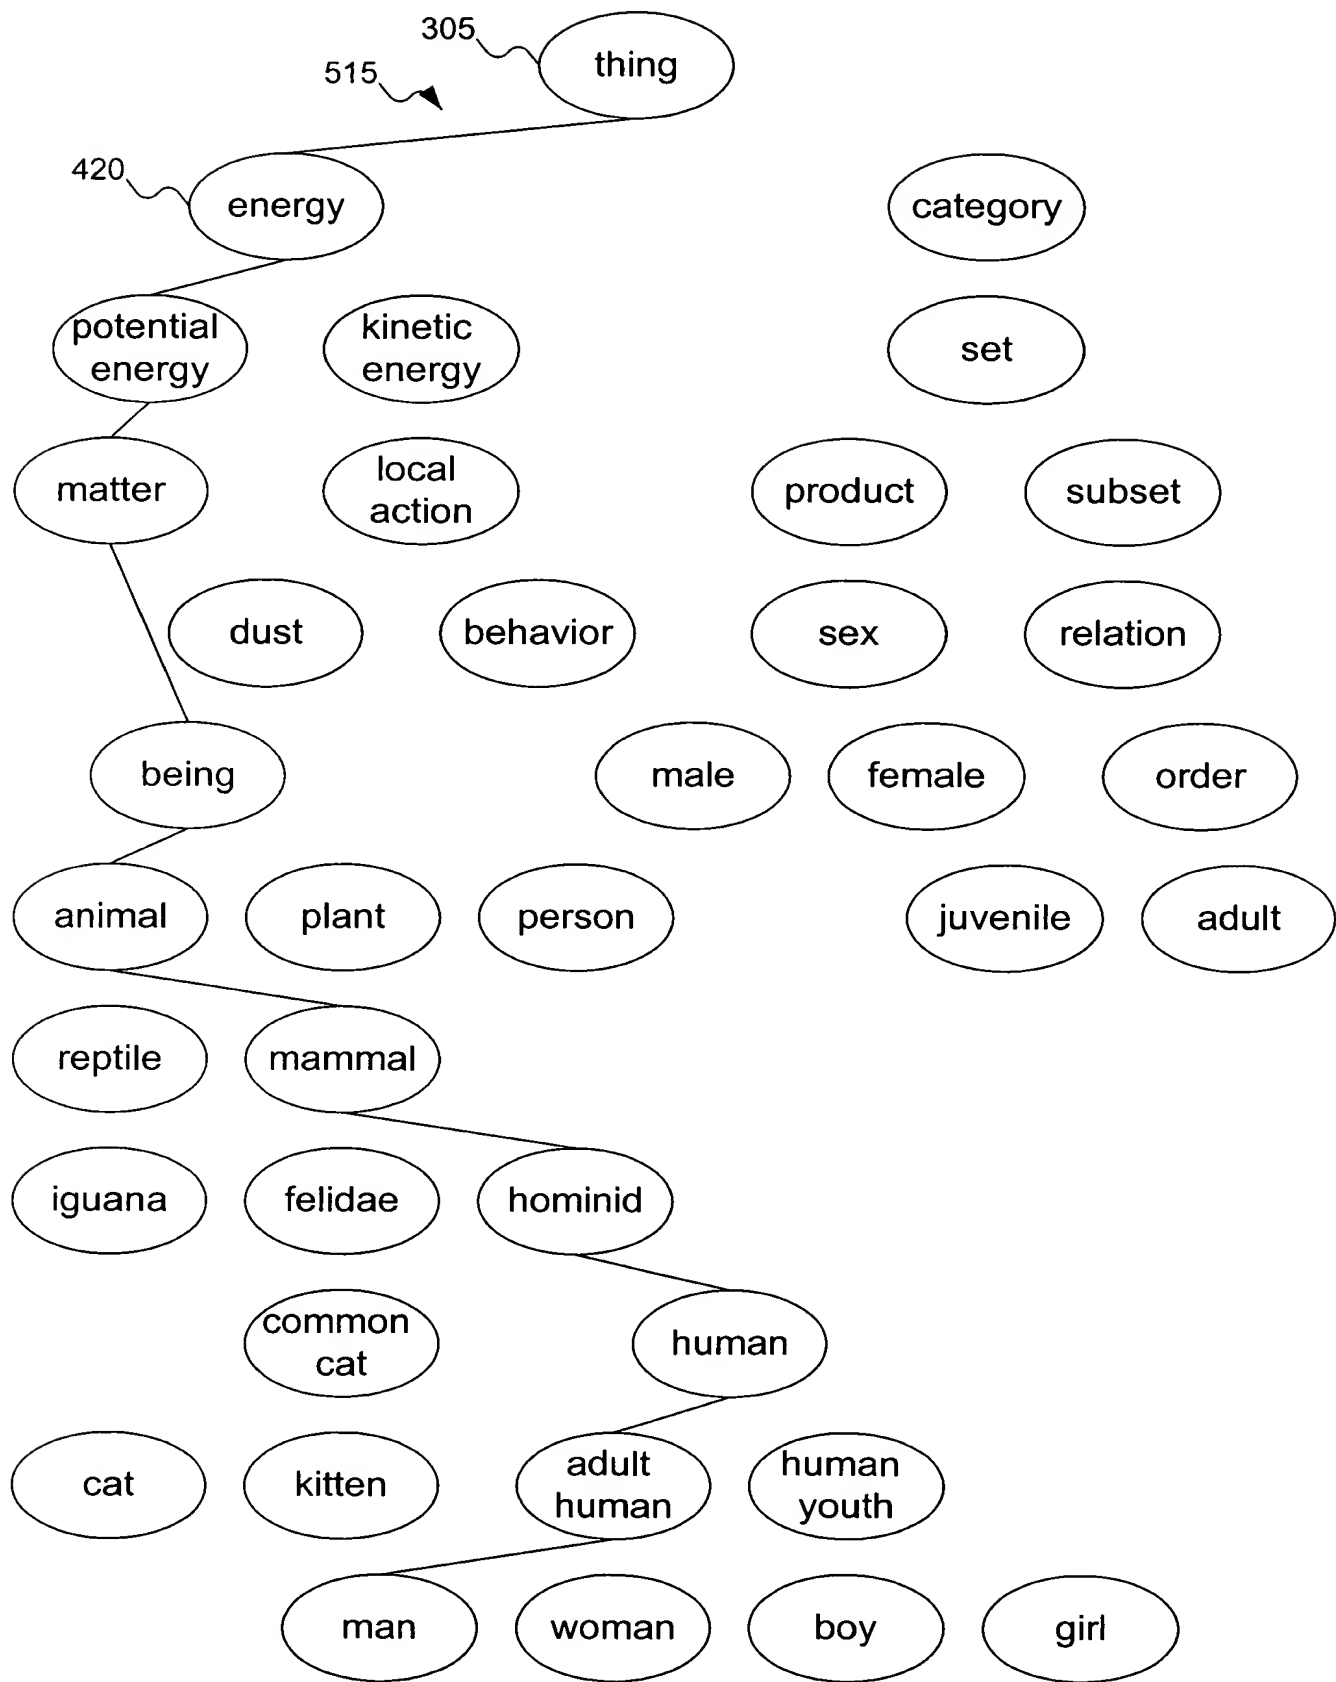 305
thing
515
420
energy
category
potential
energy
kinetic
energy
set
matter
local
action
product
subset
dust
behavior
sex
relation
being
male
female
order
animal
plant
person
juvenile
adult
reptile
mammal
iguana
felidae
hominid
common
cat
human
cat
kitten
adult
human
human
youth
man
woman
boy
girl